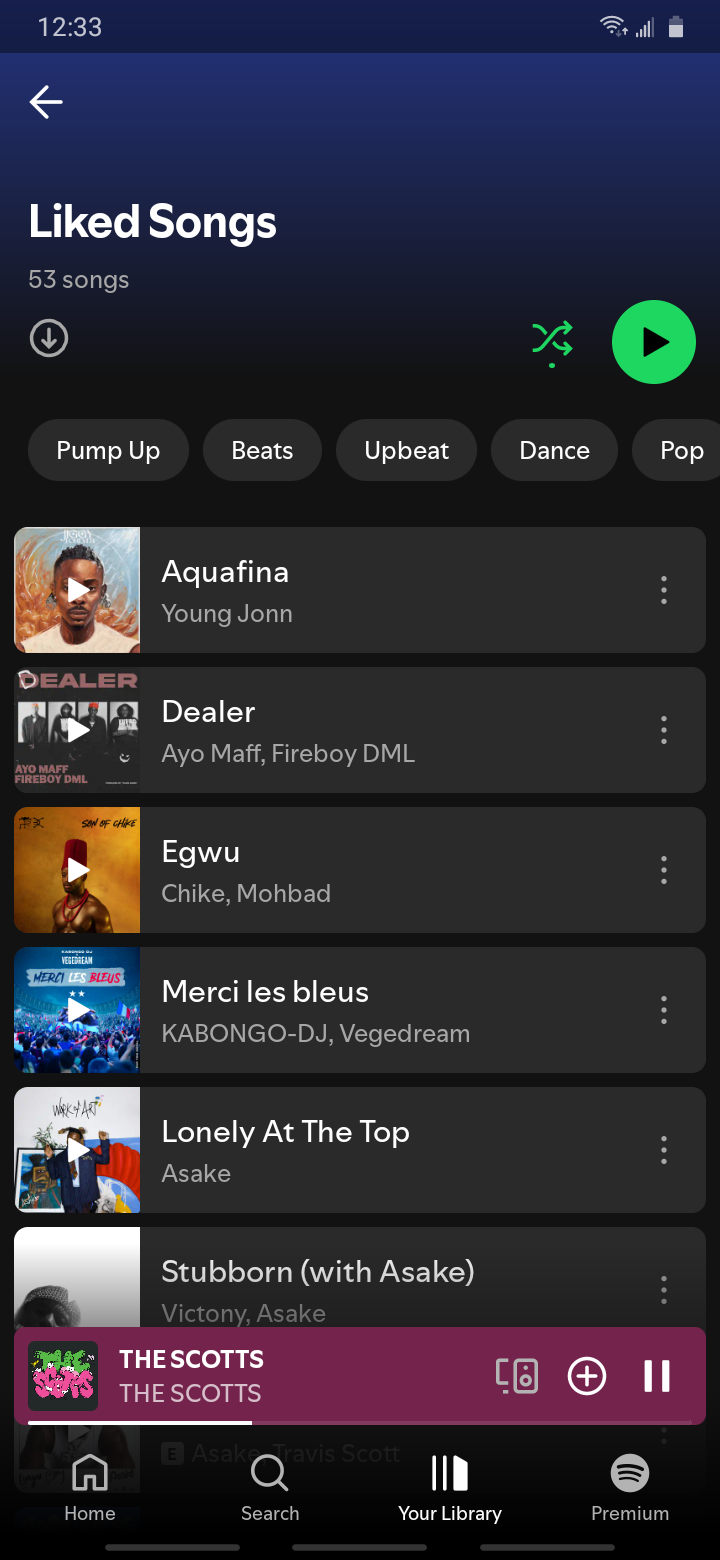 12:33
Liked Songs
53 songs
Pump Up
Beats
Upbeat
Dance
Pop
Aquafina
Young Jonn
DEALER
AYO MAFF
FIREBOY DML
Dealer
Ayo Maff, Fireboy DML
SON OF CHIKE
Egwu
Chike, Mohbad
KABONGO DJ
VEGEDREAM
MERCI LES BLEUS
Merci les bleus
KABONGO-DJ, Vegedream
WORK OF ART
Lonely At The Top
Asake
Stubborn (with Asake)
Victony, Asake
THE SCOTTS
THE SCOTTS
THE SCOTTS
E Asake, Travis Scott
Home
Search
Your Library
Premium